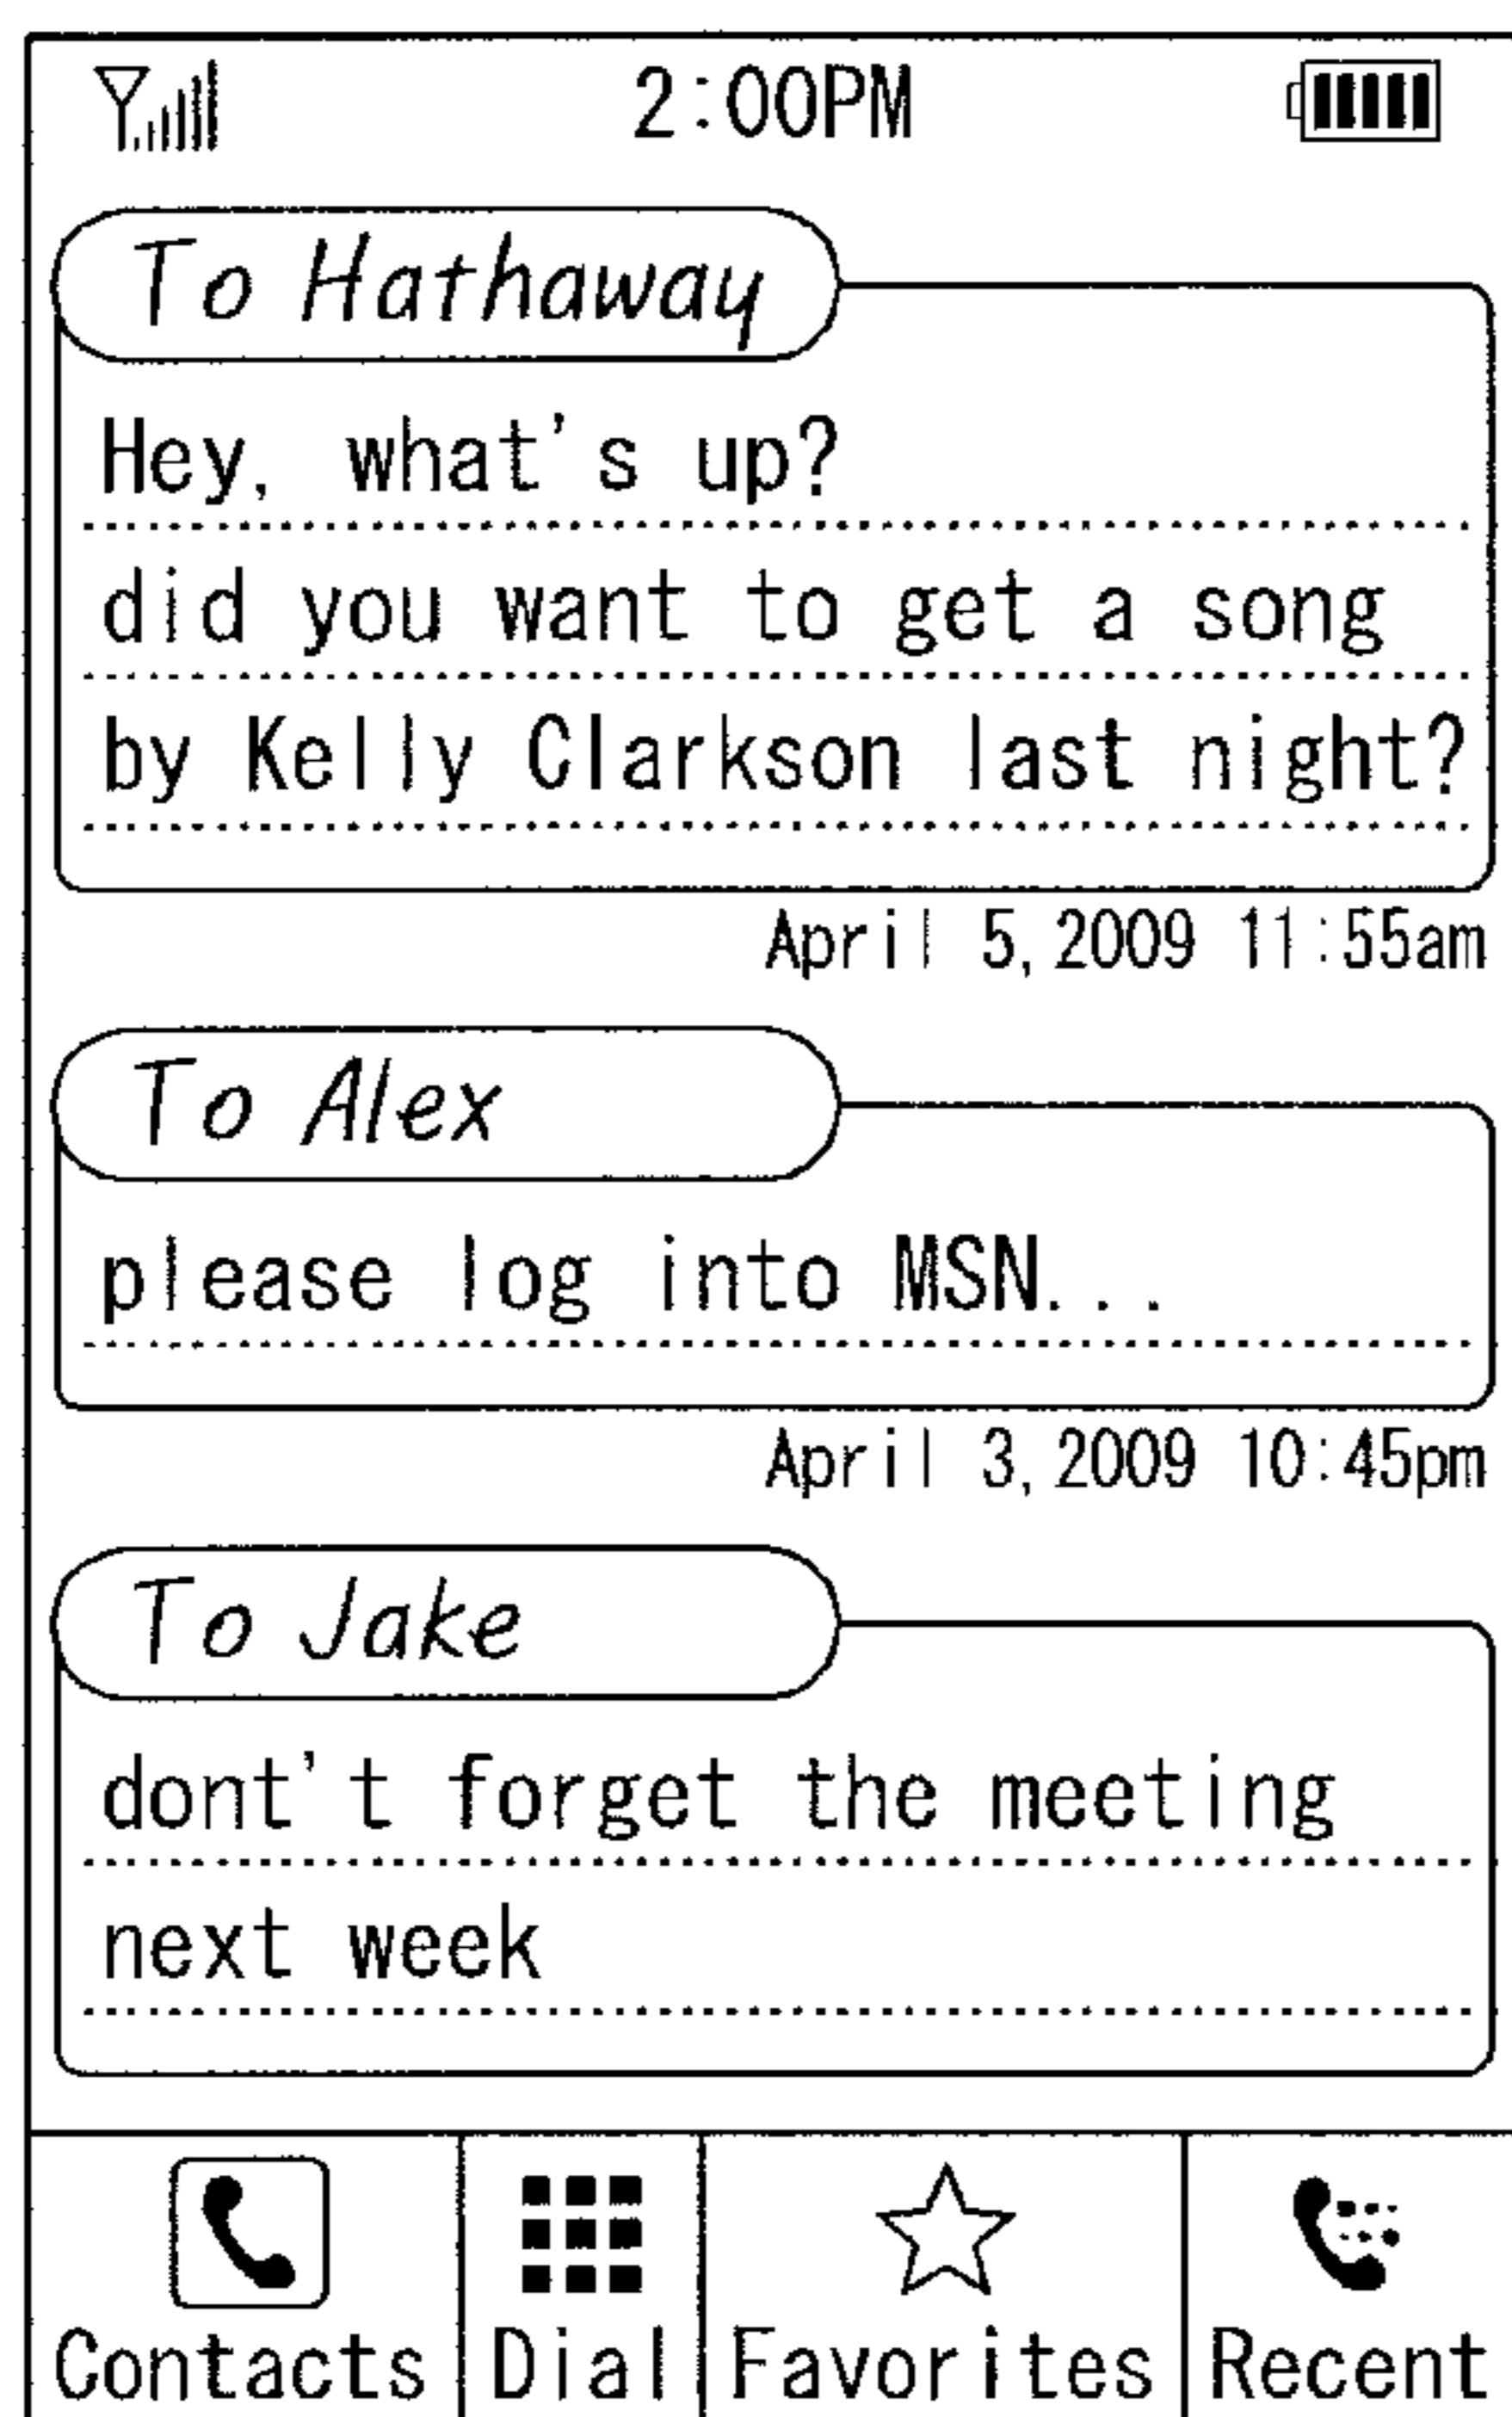 2:00PM
To Hathaway
Hey, what's up?
did you want to get a song
by Kelly Clarkson last night?
April 5,2009 11:55am
To Alex
please log into MSN...
April 3,2009 10:45pm
To Jake
dont't forget the meeting
next week
Contacts Dial Favorites Recent